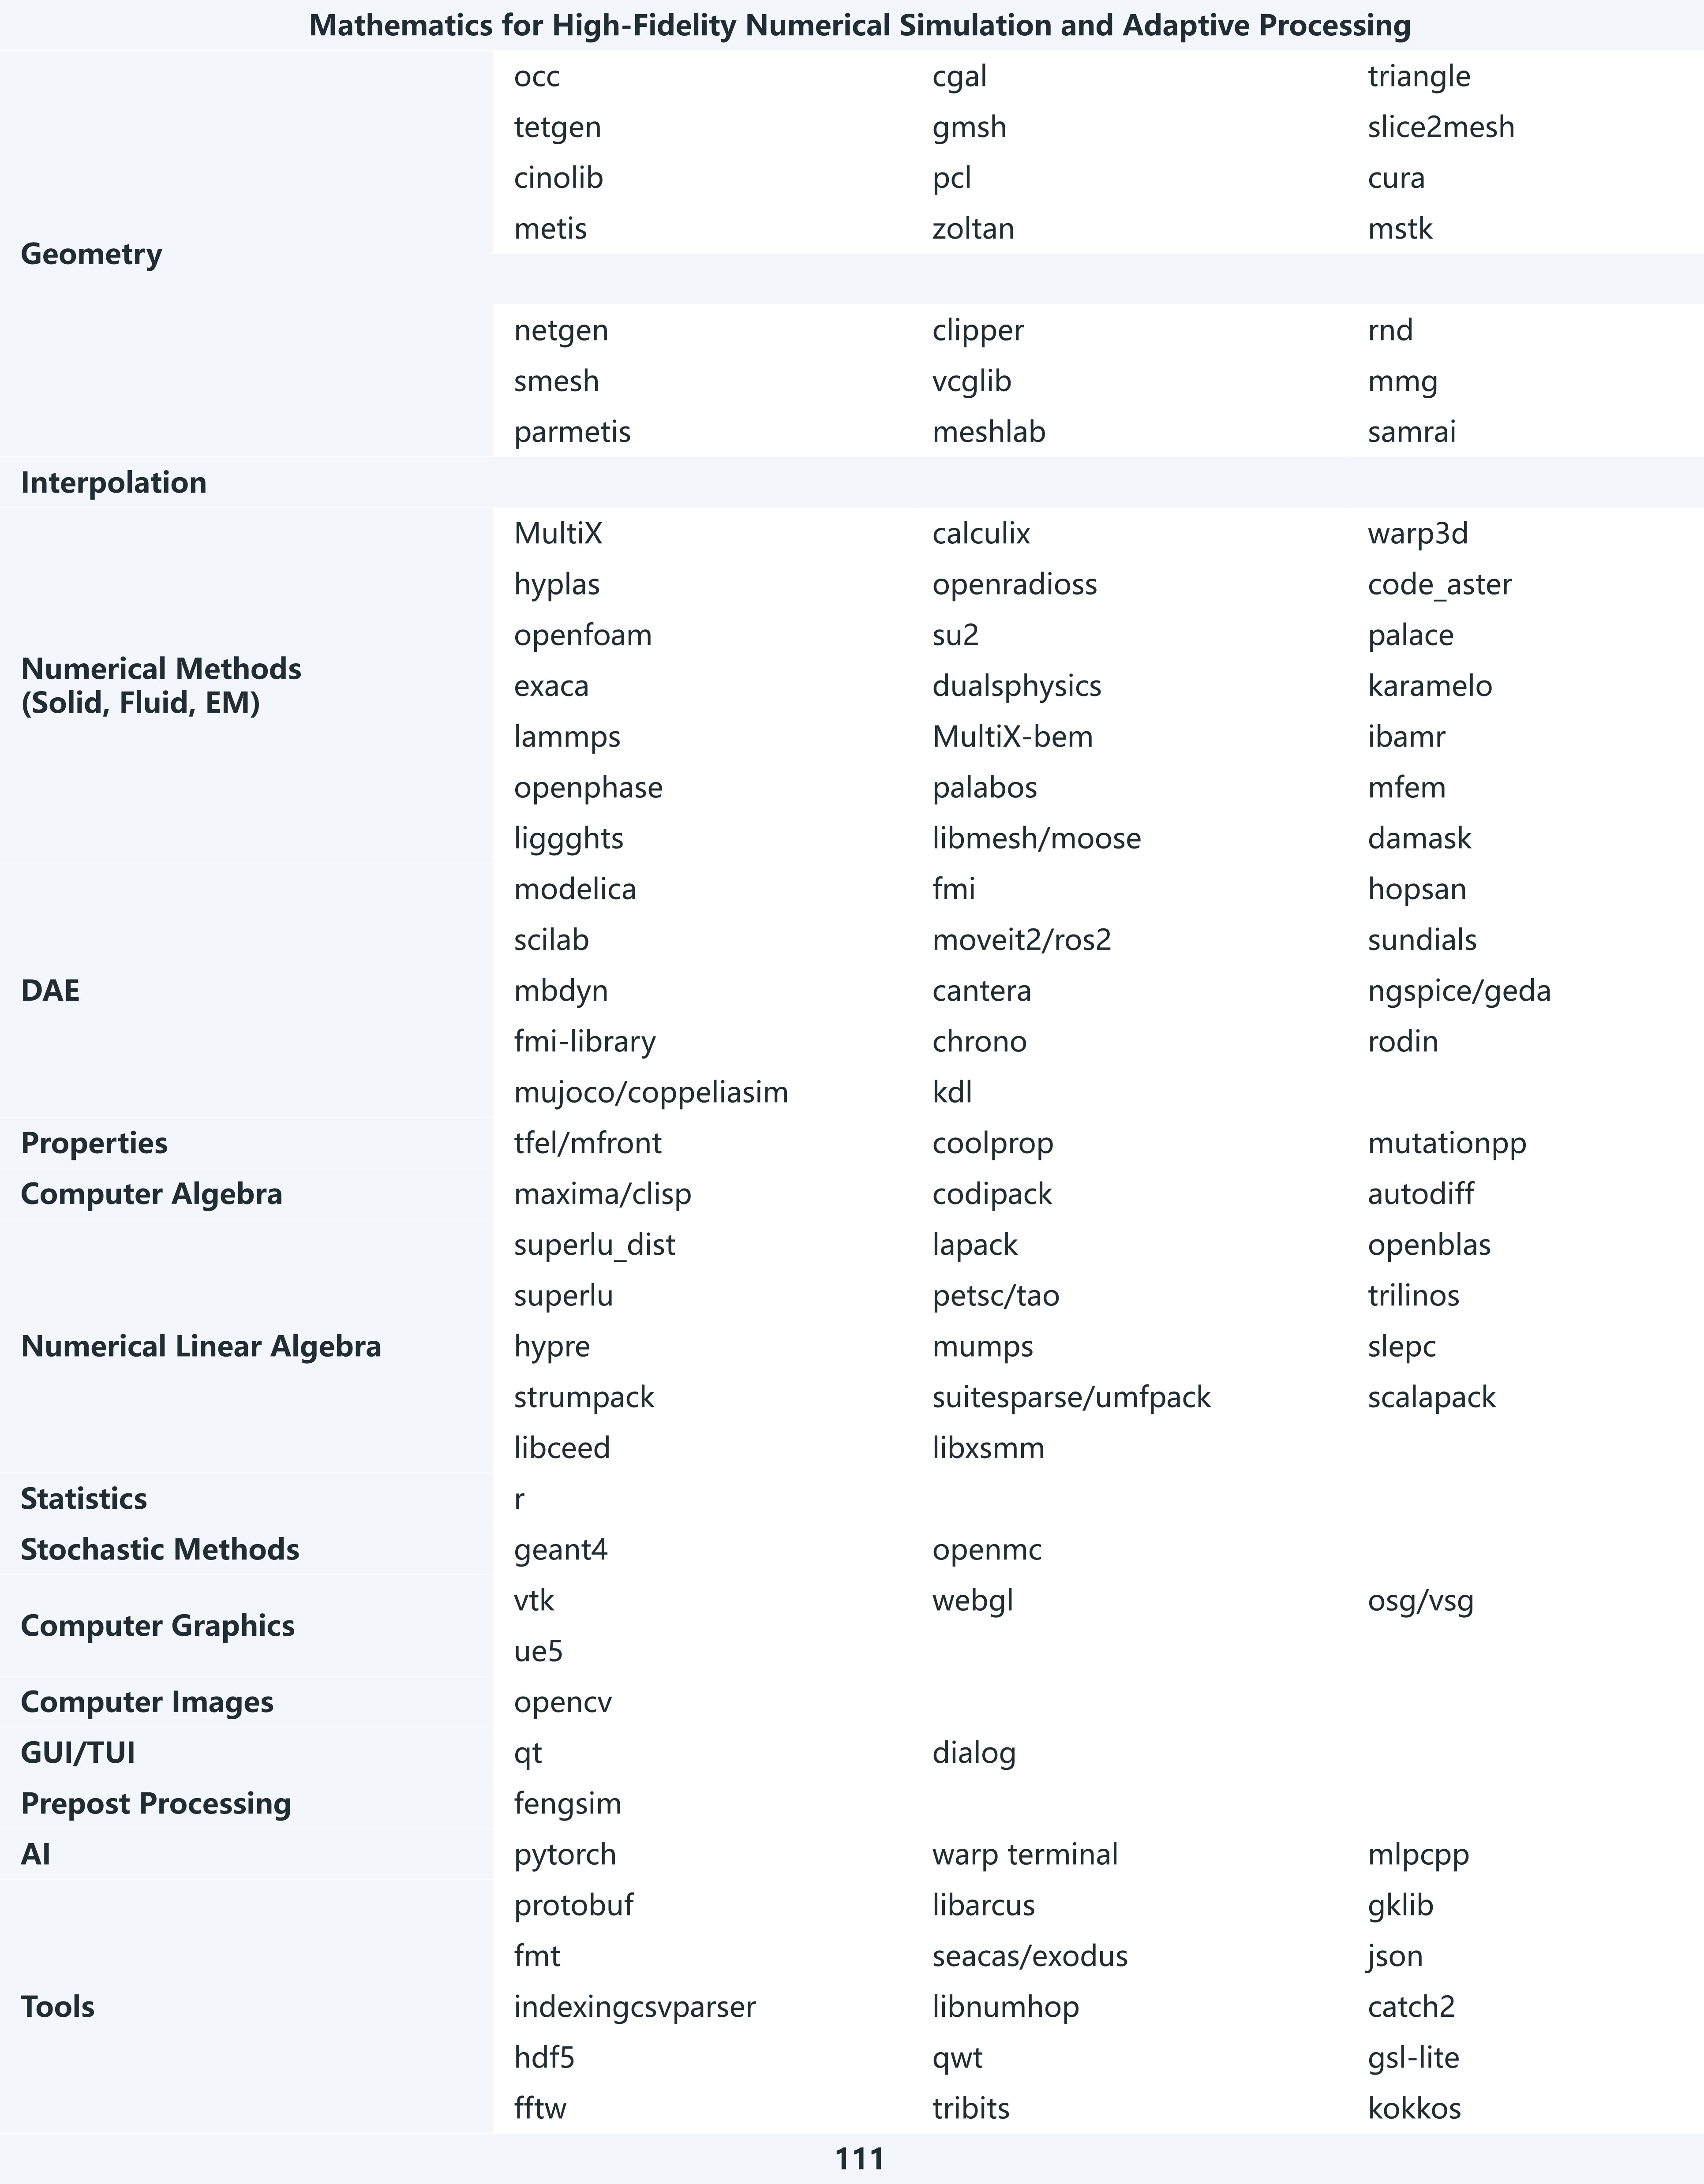 Mathematics for High-Fidelity Numerical Simulation and Adaptive Processing
Geometry
occ cgal triangle
tetgen gmsh slice2mesh
cinolib pcl cura
metis zoltan mstk
netgen clipper rnd
smesh vcglib mmg
parmetis meshlab samrai
Interpolation
Numerical Methods
(Solid, Fluid, EM)
MultiX calculix warp3d
hyplas openradioss code_aster
openfoam su2 palace
exaca dualsphysics karamelo
lammps MultiX-bem ibamr
openphase palabos mfem
liggghts libmesh/moose damask
DAE
modelica fmi hopsan
scilab moveit2/ros2 sundials
mbdyn cantera ngspice/geda
fmi-library chrono rodin
mujoco/coppeliasim kdl
Properties tfel/mfront coolprop mutationpp
Computer Algebra maxima/clisp codipack autodiff
Numerical Linear Algebra
superlu_dist lapack openblas
superlu petsc/tao trilinos
hypre mumps slepc
strumpack suitesparse/umfpack scalapack
libceed libxsmm
Statistics r
Stochastic Methods geant4 openmc
Computer Graphics
vtk webgl osg/vsg
ue5
Computer Images opencv
GUI/TUI qt dialog
Prepost Processing fengsim
AI pytorch warp terminal mlpcpp
Tools
protobuf libarcus gklib
fmt seacas/exodus json
indexingcsvparser libnumhop catch2
hdf5 qwt gsl-lite
fftw tribits kokkos
111